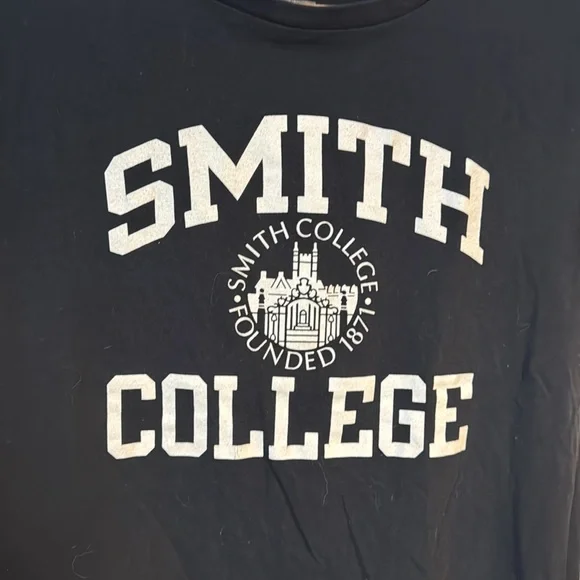 SMITH
SMITH COLLEGE
• FOUNDED 1871 •
COLLEGE